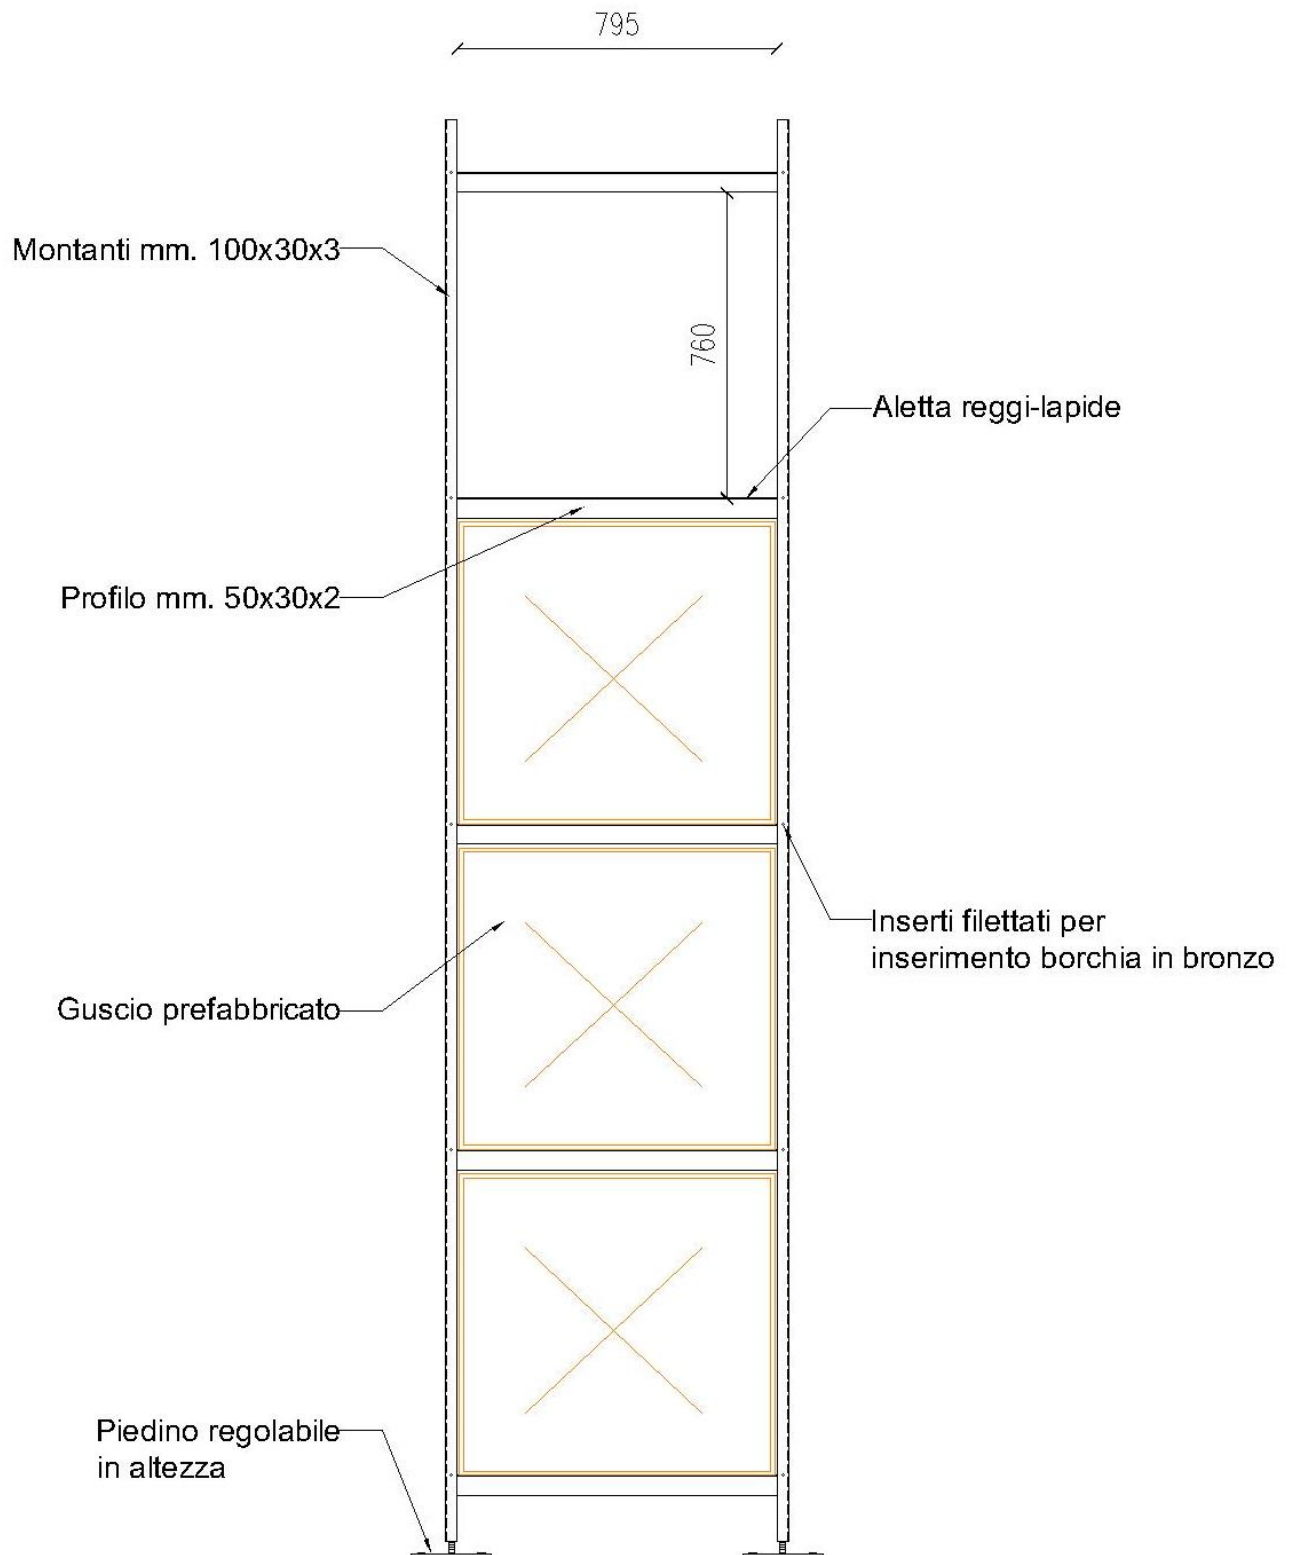 795
Montanti mm. 100x30x3
760
Aletta reggi-lapide
Profilo mm. 50x30x2
Inserti filettati per
inserimento borchia in bronzo
Guscio prefabbricato
Piedino regolabile
in altezza